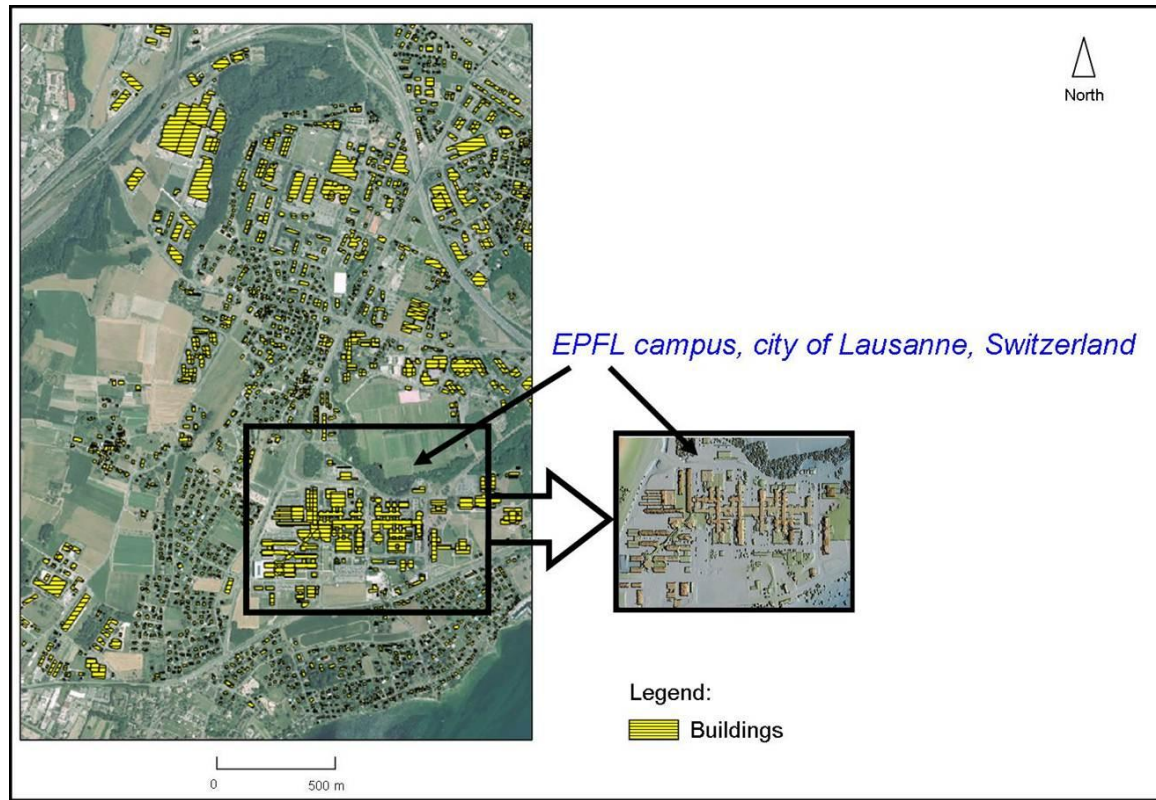 North
EPFL campus, city of Lausanne, Switzerland
Legend:
Buildings
0 500 m